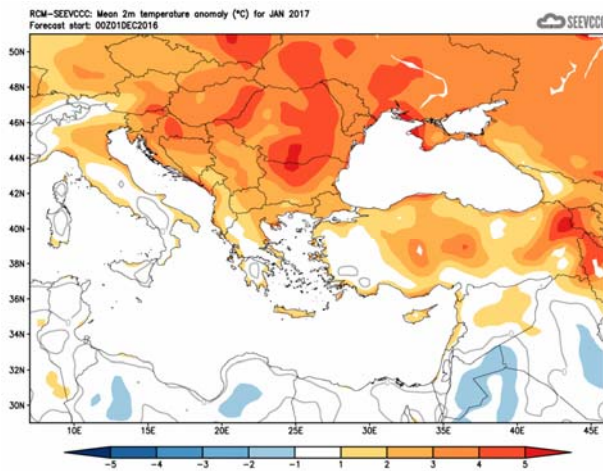 RCM-SEEVCCC: Mean 2m temperature anomaly (°C) for JAN 2017
Forecast start: 00Z01DEC2016
SEEVCCC
50N
48N
46N
44N
42N
40N
38N
36N
34N
32N
30N
10E 15E 20E 25E 30E 35E 40E 45E
-5 -4 -3 -2 -1 1 2 3 4 5